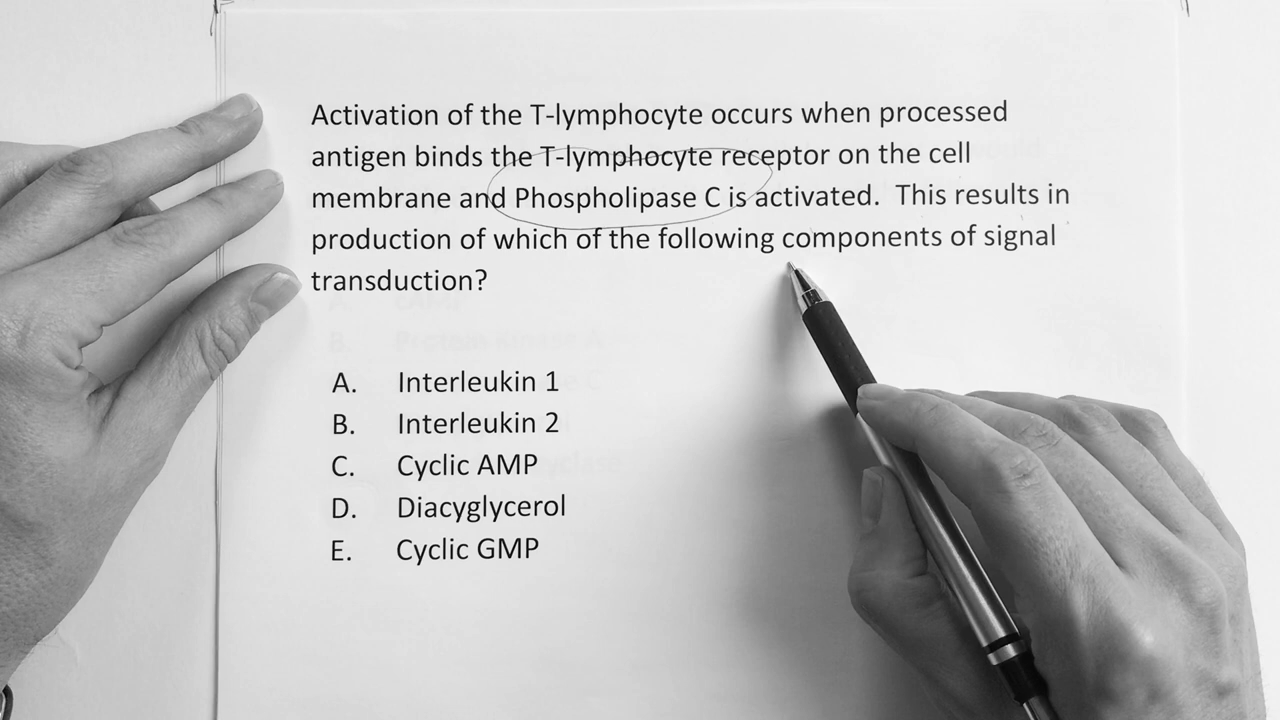 Activation of the T-lymphocyte occurs when processed
antigen binds the T-lymphocyte receptor on the cell
membrane and Phospholipase C is activated. This results in
production of which of the following components of signal
transduction?
A. Interleukin 1
B. Interleukin 2
C. Cyclic AMP
D. Diacyglycerol
E. Cyclic GMP